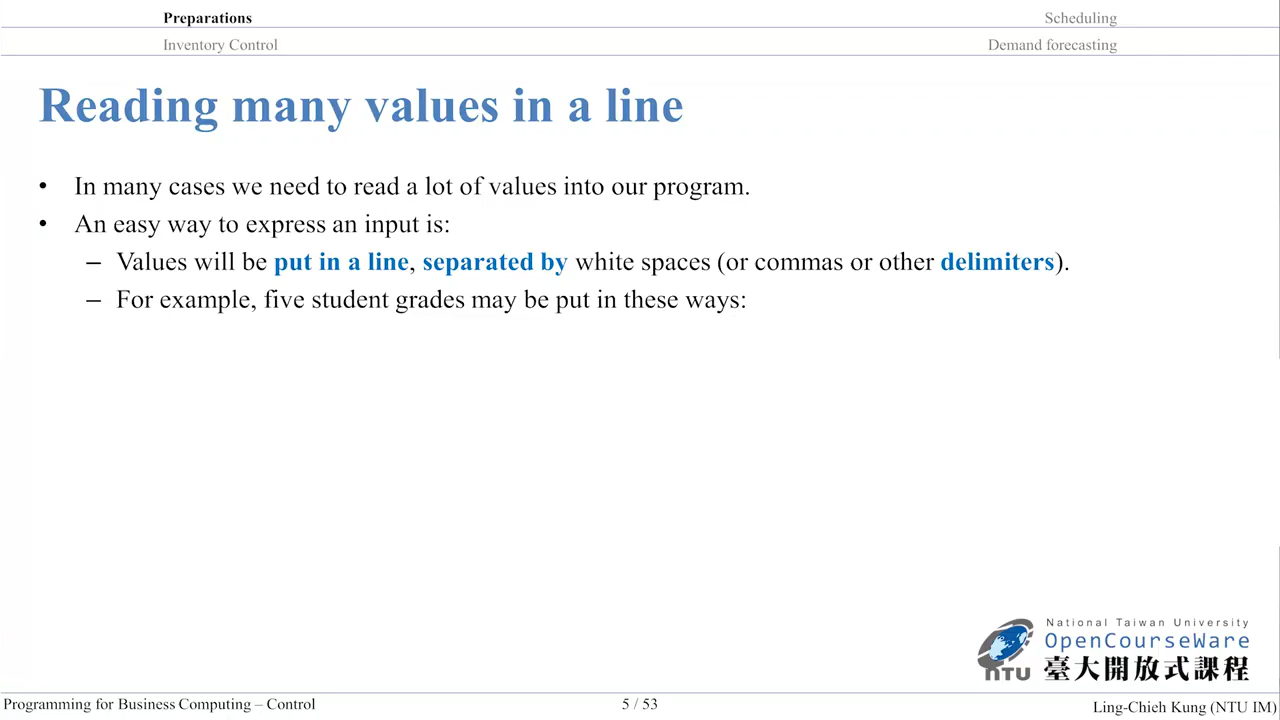 Preparations
Scheduling
Inventory Control
Demand forecasting
Reading many values in a line
• In many cases we need to read a lot of values into our program.
• An easy way to express an input is:
– Values will be put in a line, separated by white spaces (or commas or other delimiters).
– For example, five student grades may be put in these ways:
National Taiwan University
OpenCourseWare
臺大開放式課程
NTU
Programming for Business Computing – Control
5 / 53
Ling-Chieh Kung (NTU IM)